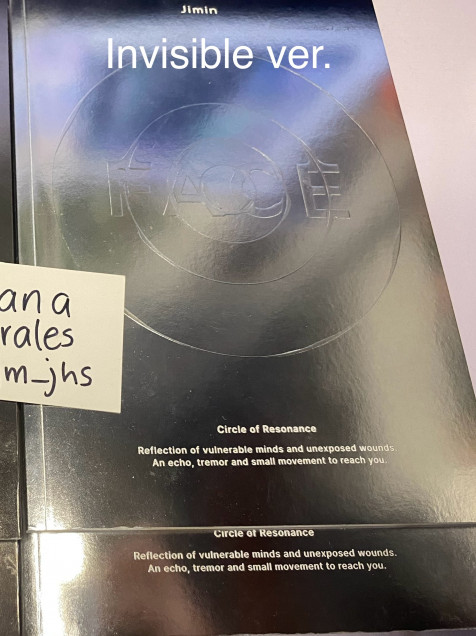 Jimin
Invisible ver.
FACE
ana
rales
m_jhs
Circle of Resonance
Reflection of vulnerable minds and unexposed wounds.
An echo, tremor and small movement to reach you.
Circle of Resonance
Reflection of vulnerable minds and unexposed wounds.
An echo, tremor and small movement to reach you.